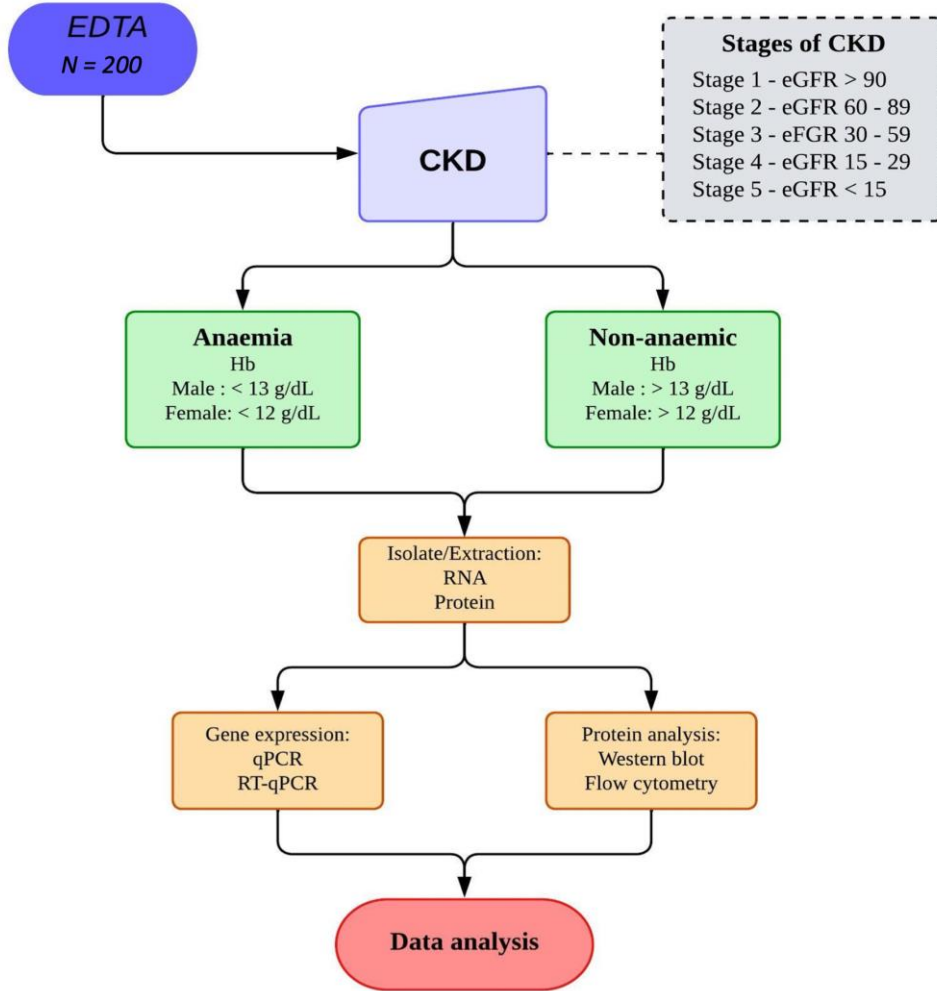 EDTA
N = 200
Stages of CKD
Stage 1 - eGFR > 90
Stage 2 - eGFR 60 - 89
Stage 3 - eFGR 30 - 59
Stage 4 - eGFR 15 - 29
Stage 5 - eGFR < 15
CKD
Anaemia
Hb
Male : < 13 g/dL
Female: < 12 g/dL
Non-anaemic
Hb
Male : > 13 g/dL
Female: > 12 g/dL
Isolate/Extraction:
RNA
Protein
Gene expression:
qPCR
RT-qPCR
Protein analysis:
Western blot
Flow cytometry
Data analysis